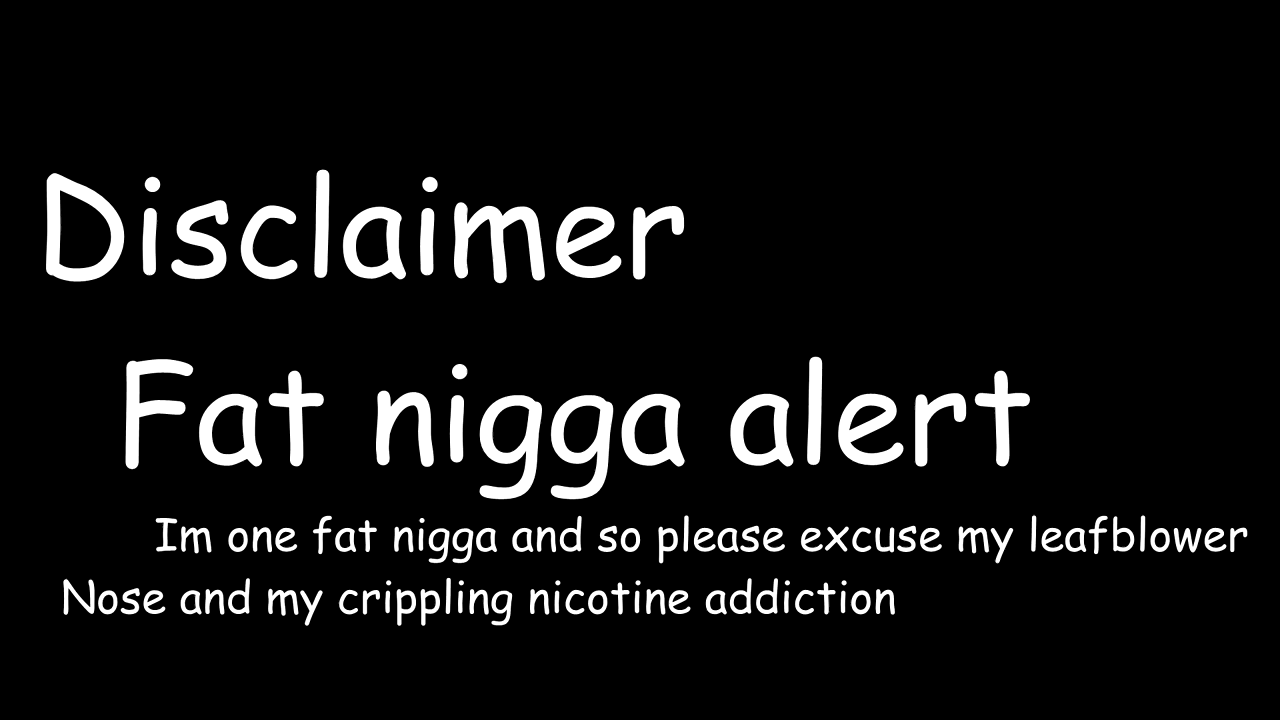 Disclaimer
Fat nigga alert
Im one fat nigga and so please excuse my leafblower
Nose and my crippling nicotine addiction